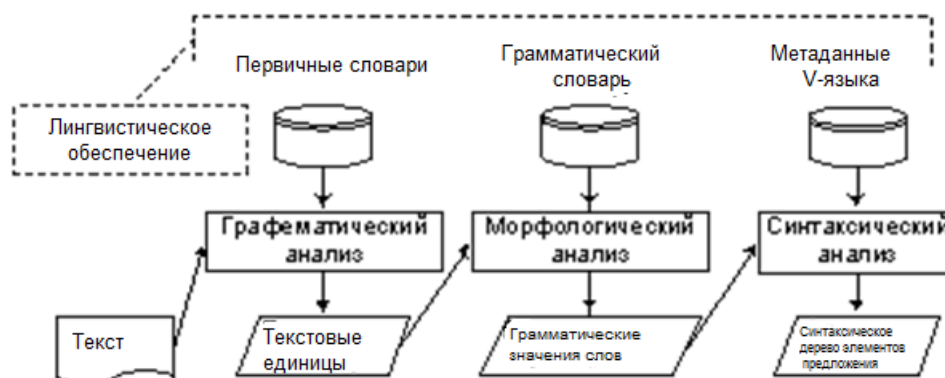 Первичные словари
Грамматический
словарь
Метаданные
V-языка
Лингвистическое
обеспечение
Графематический
анализ
Морфологический
анализ
Синтаксический
анализ
Текст
Текстовые
единицы
Грамматические
значения слов
Синтаксическое
дерево элементов
предложения